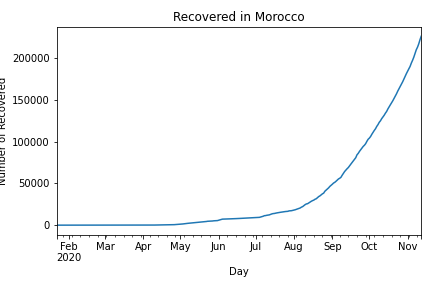 Recovered in Morocco
Number of Recovered
200000
150000
100000
50000
0
Feb Mar Apr May Jun Jul Aug Sep Oct Nov
2020
Day